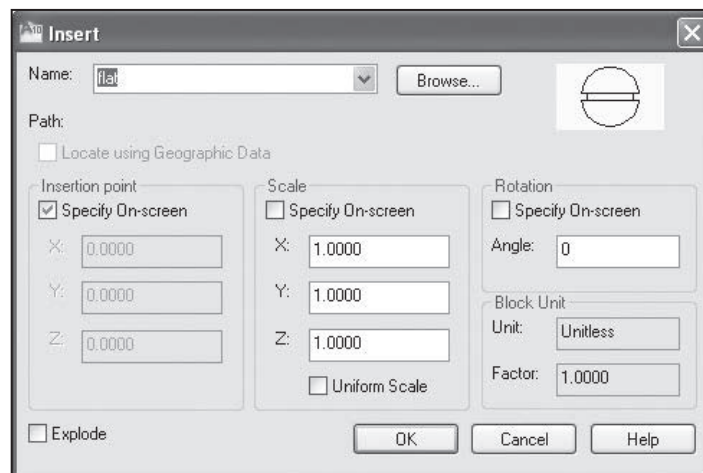 Insert
Name: flat Browse...
Path:
Locate using Geographic Data
Insertion point
Specify On-screen
X: 0.0000
Y: 0.0000
Z: 0.0000
Scale
Specify On-screen
X: 1.0000
Y: 1.0000
Z: 1.0000
Uniform Scale
Rotation
Specify On-screen
Angle: 0
Block Unit
Unit: Unitless
Factor: 1.0000
Explode
OK Cancel Help